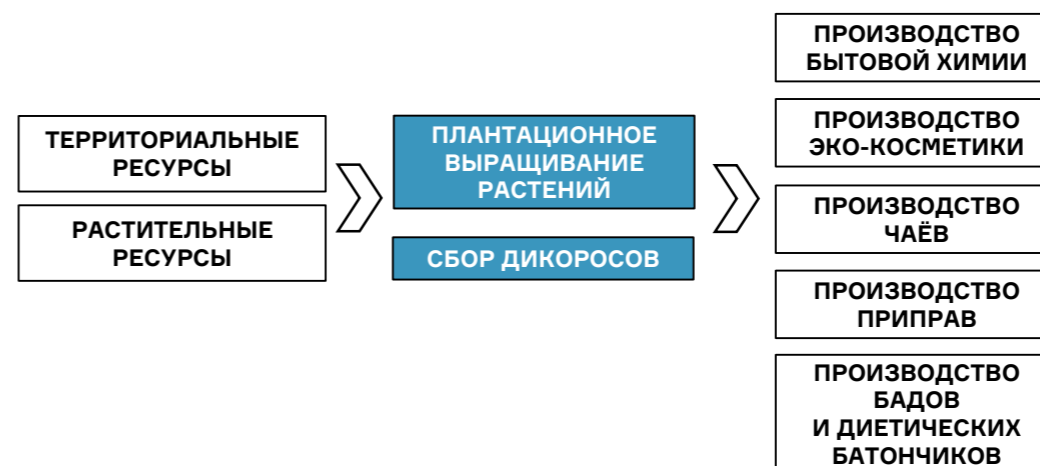 ТЕРРИТОРИАЛЬНЫЕ
РЕСУРСЫ
РАСТИТЕЛЬНЫЕ
РЕСУРСЫ
ПЛАНТАЦИОННОЕ
ВЫРАЩИВАНИЕ
РАСТЕНИЙ
СБОР ДИКОРОСОВ
ПРОИЗВОДСТВО
БЫТОВОЙ ХИМИИ
ПРОИЗВОДСТВО
ЭКО-КОСМЕТИКИ
ПРОИЗВОДСТВО
ЧАЁВ
ПРОИЗВОДСТВО
ПРИПРАВ
ПРОИЗВОДСТВО
БАДОВ
И ДИЕТИЧЕСКИХ
БАТОНЧИКОВ